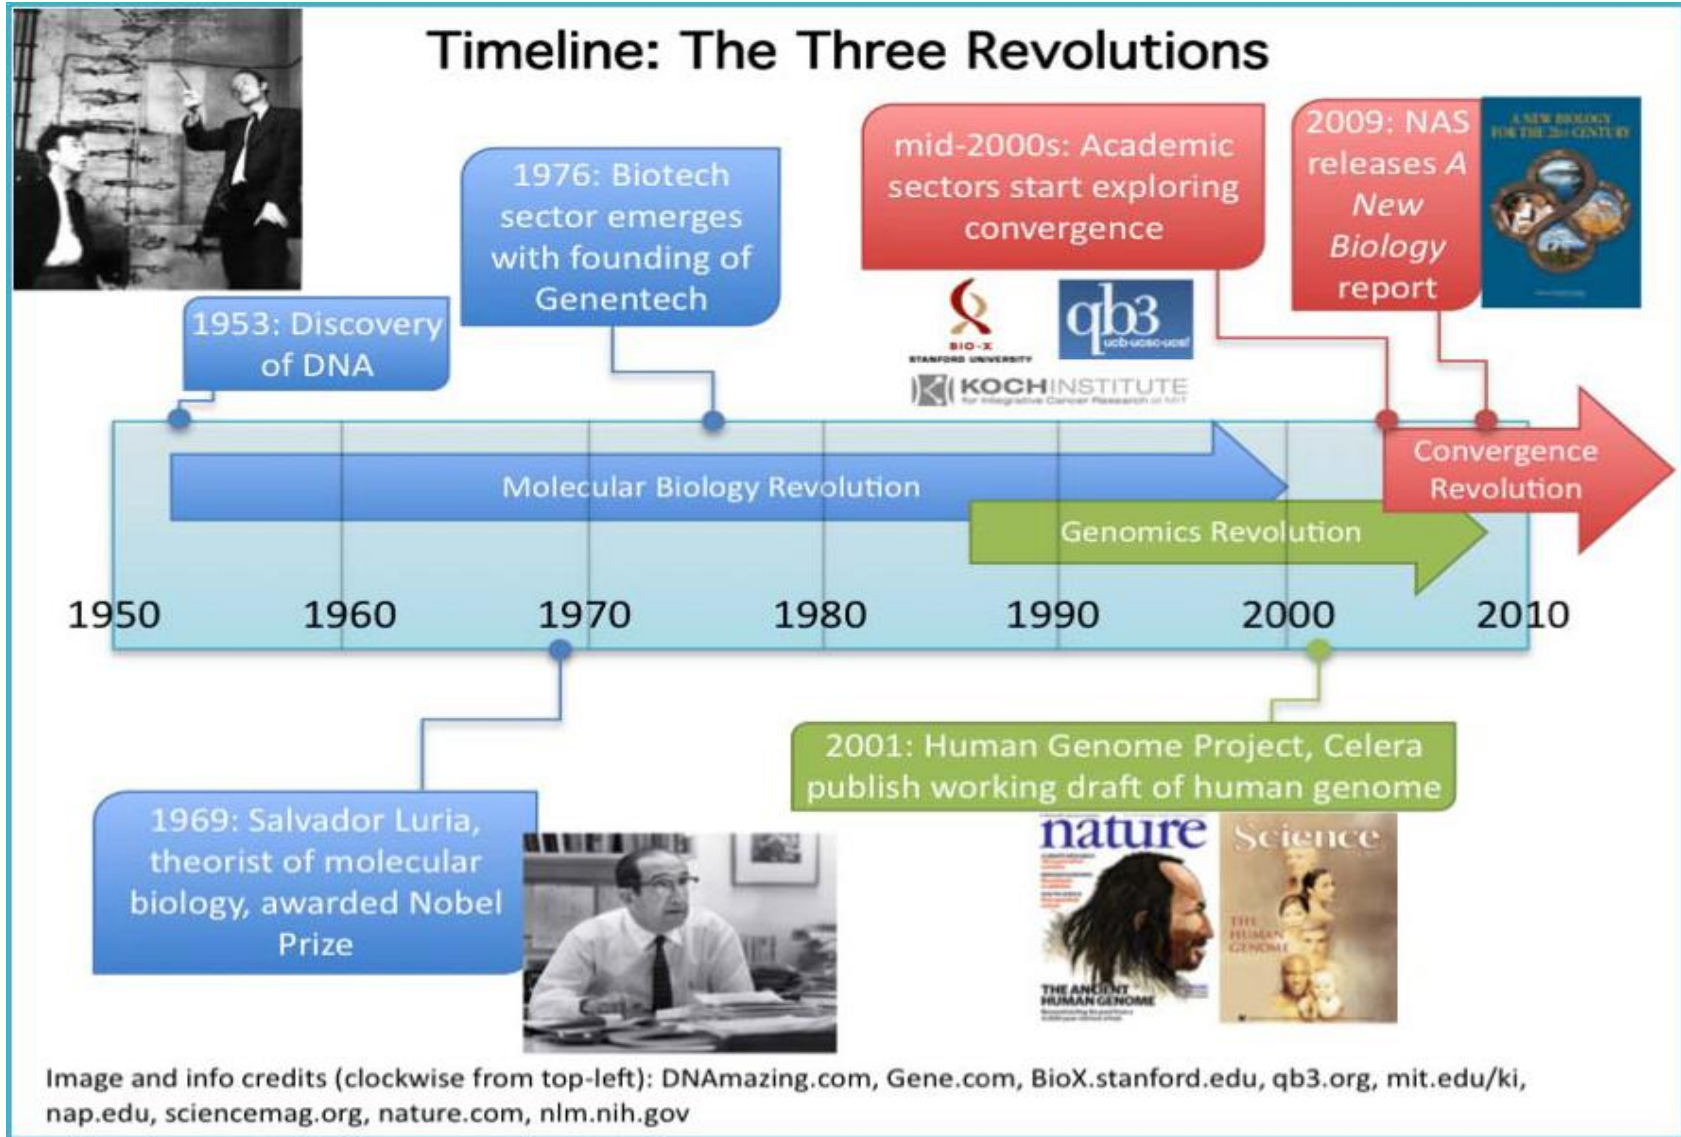 Timeline: The Three Revolutions
1953: Discovery
of DNA
1976: Biotech
sector emerges
with founding of
Genentech
mid-2000s: Academic
sectors start exploring
convergence
BIO-X
STANFORD UNIVERSITY
qb3
ucb·ucsc·ucsf
KOCH INSTITUTE
for Integrative Cancer Research at MIT
2009: NAS
releases A
New
Biology
report
A NEW BIOLOGY
FOR THE 21st CENTURY
Molecular Biology Revolution
Genomics Revolution
Convergence
Revolution
1950 1960 1970 1980 1990 2000 2010
1969: Salvador Luria,
theorist of molecular
biology, awarded Nobel
Prize
2001: Human Genome Project, Celera
publish working draft of human genome
nature
THE ANCIENT
HUMAN GENOME
Science
THE
HUMAN
GENOME
Image and info credits (clockwise from top-left): DNAmazing.com, Gene.com, BioX.stanford.edu, qb3.org, mit.edu/ki,
nap.edu, sciencemag.org, nature.com, nlm.nih.gov